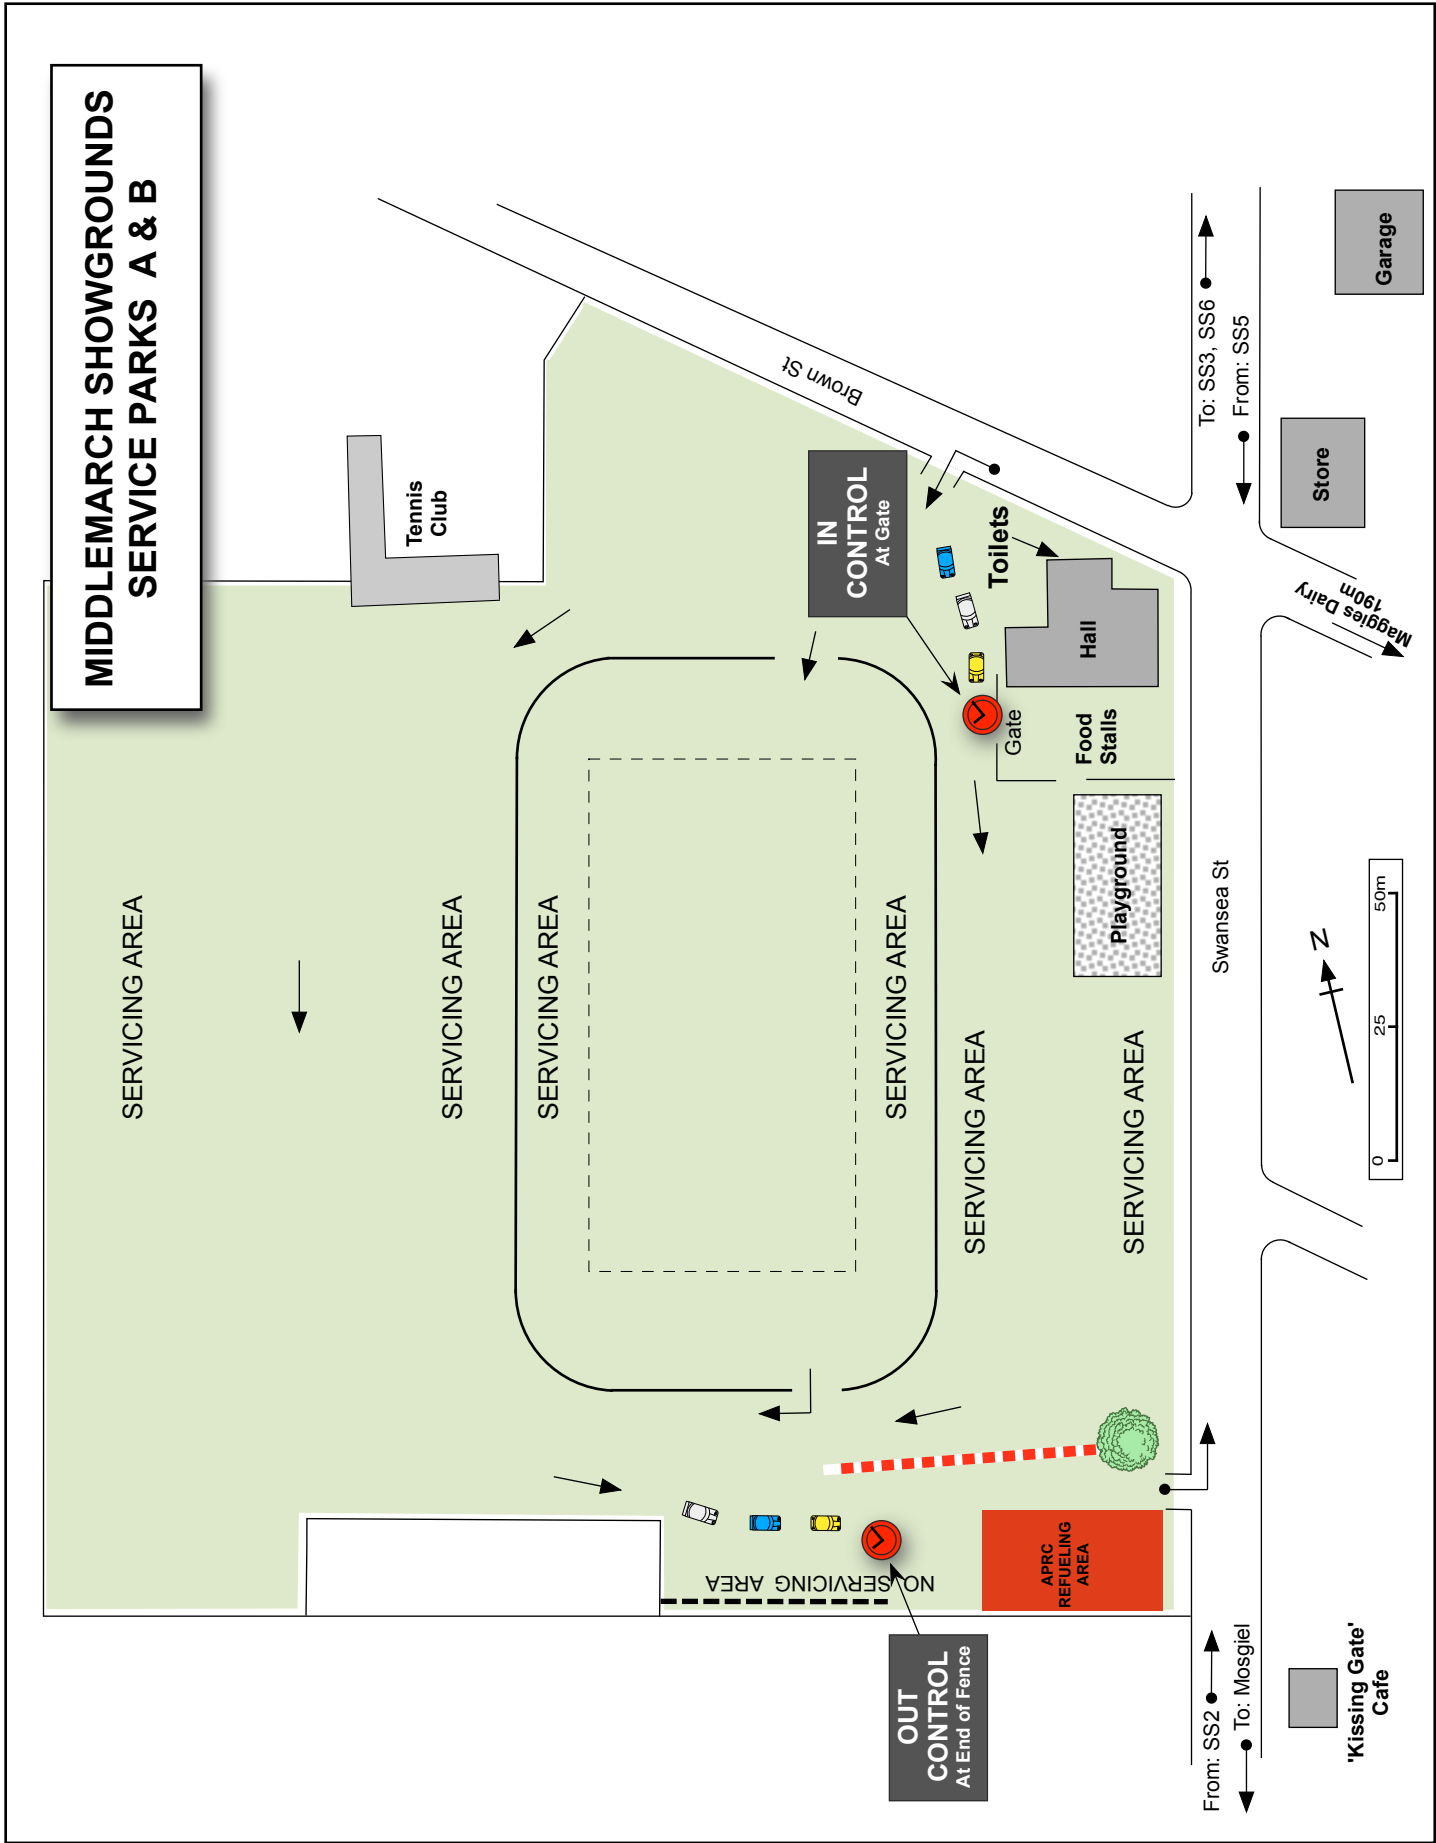 MIDDLEMARCH SHOWGROUNDS
SERVICE PARKS A & B
Tennis
Club
Brown St
IN
CONTROL
At Gate
Toilets
Hall
Gate
Food
Stalls
Playground
SERVICING AREA
SERVICING AREA
SERVICING AREA
SERVICING AREA
SERVICING AREA
SERVICING AREA
NO SERVICING AREA
APRC
REFUELING
AREA
OUT
CONTROL
At End of Fence
Swansea St
To: SS3, SS6
From: SS5
Garage
Store
Maggies Dairy
190m
N
0 25 50m
From: SS2
To: Mosgiel
'Kissing Gate'
Cafe